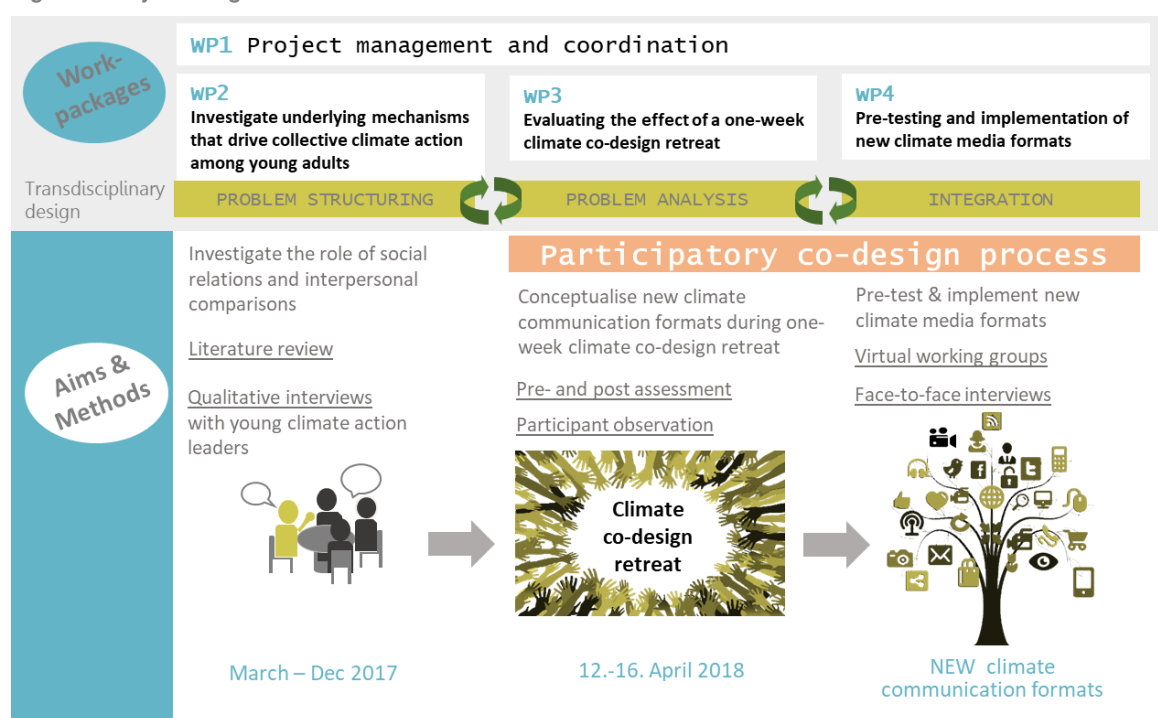 Work-
packages
WP1 Project management and coordination
WP2
Investigate underlying mechanisms
that drive collective climate action
among young adults
WP3
Evaluating the effect of a one-week
climate co-design retreat
WP4
Pre-testing and implementation of
new climate media formats
Transdisciplinary
design
PROBLEM STRUCTURING
PROBLEM ANALYSIS
INTEGRATION
Aims &
Methods
Investigate the role of social
relations and interpersonal
comparisons
Literature review
Qualitative interviews
with young climate action
leaders
Participatory co-design process
Conceptualise new climate
communication formats during one-
week climate co-design retreat
Pre- and post assessment
Participant observation
Pre-test & implement new
climate media formats
Virtual working groups
Face-to-face interviews
Climate
co-design
retreat
March – Dec 2017
12.-16. April 2018
NEW climate
communication formats